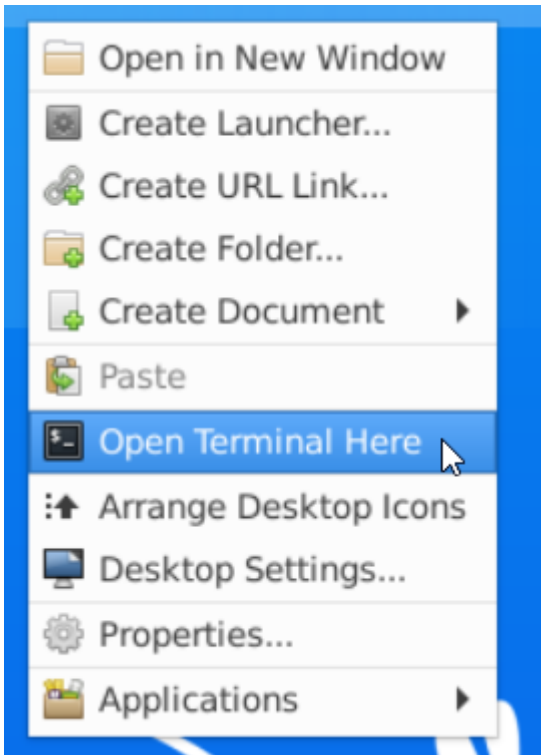 Open in New Window
Create Launcher...
Create URL Link...
Create Folder...
Create Document
Paste
Open Terminal Here
Arrange Desktop Icons
Desktop Settings...
Properties...
Applications